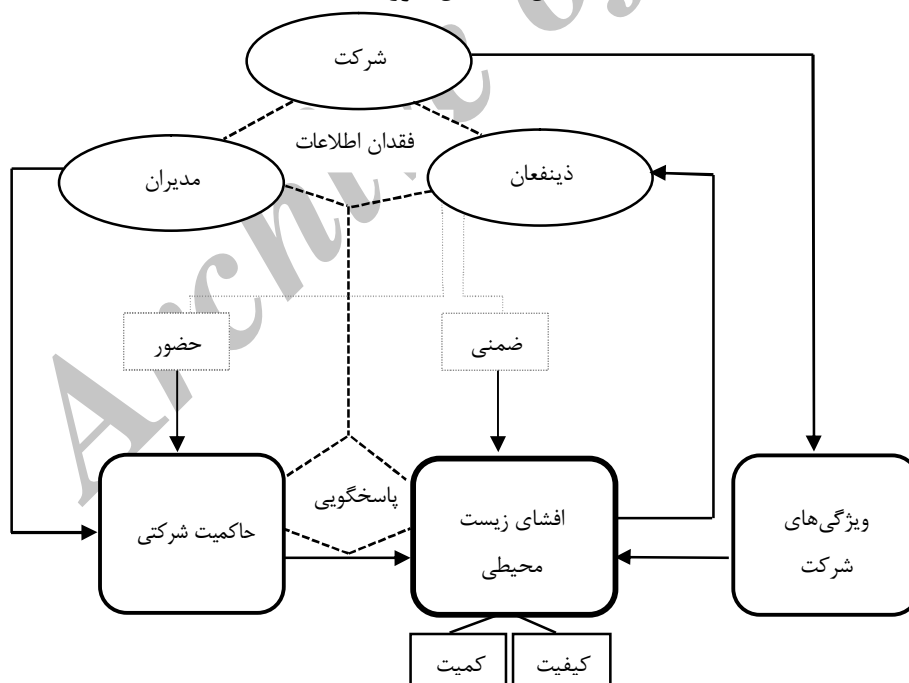 شرکت
فقدان اطلاعات
مدیران
ذینفعان
حضور
ضمنی
پاسخگویی
حاکمیت شرکتی
افشای زیست
محیطی
ویژگی‌های
شرکت
کمیت
کیفیت